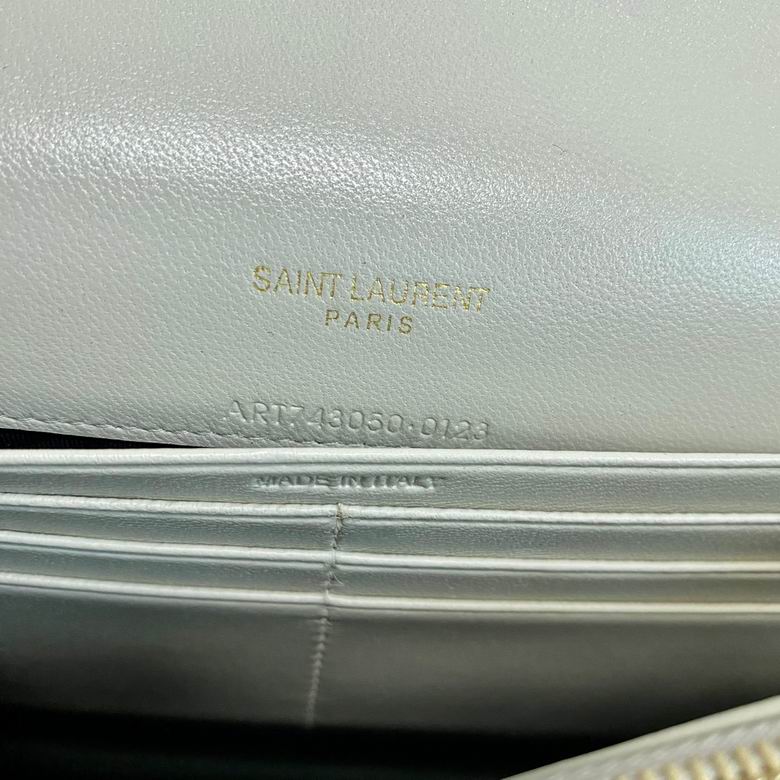 SAINT LAURENT
PARIS
ART743050·0123
MADE IN ITALY